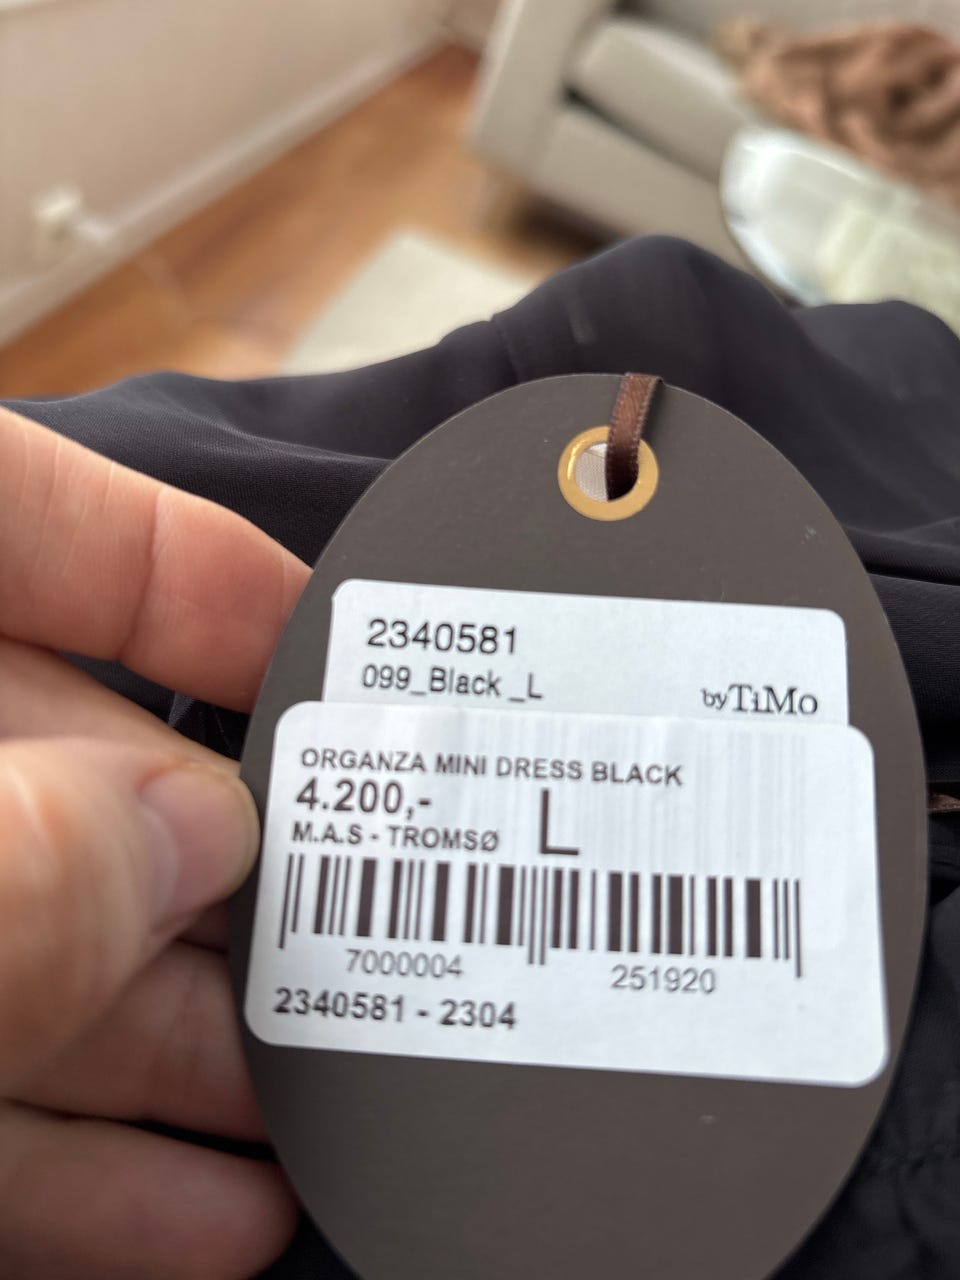 2340581
099_Black _L
byTiMo
ORGANZA MINI DRESS BLACK
4.200,-
L
M.A.S - TROMSØ
7000004 251920
2340581 - 2304